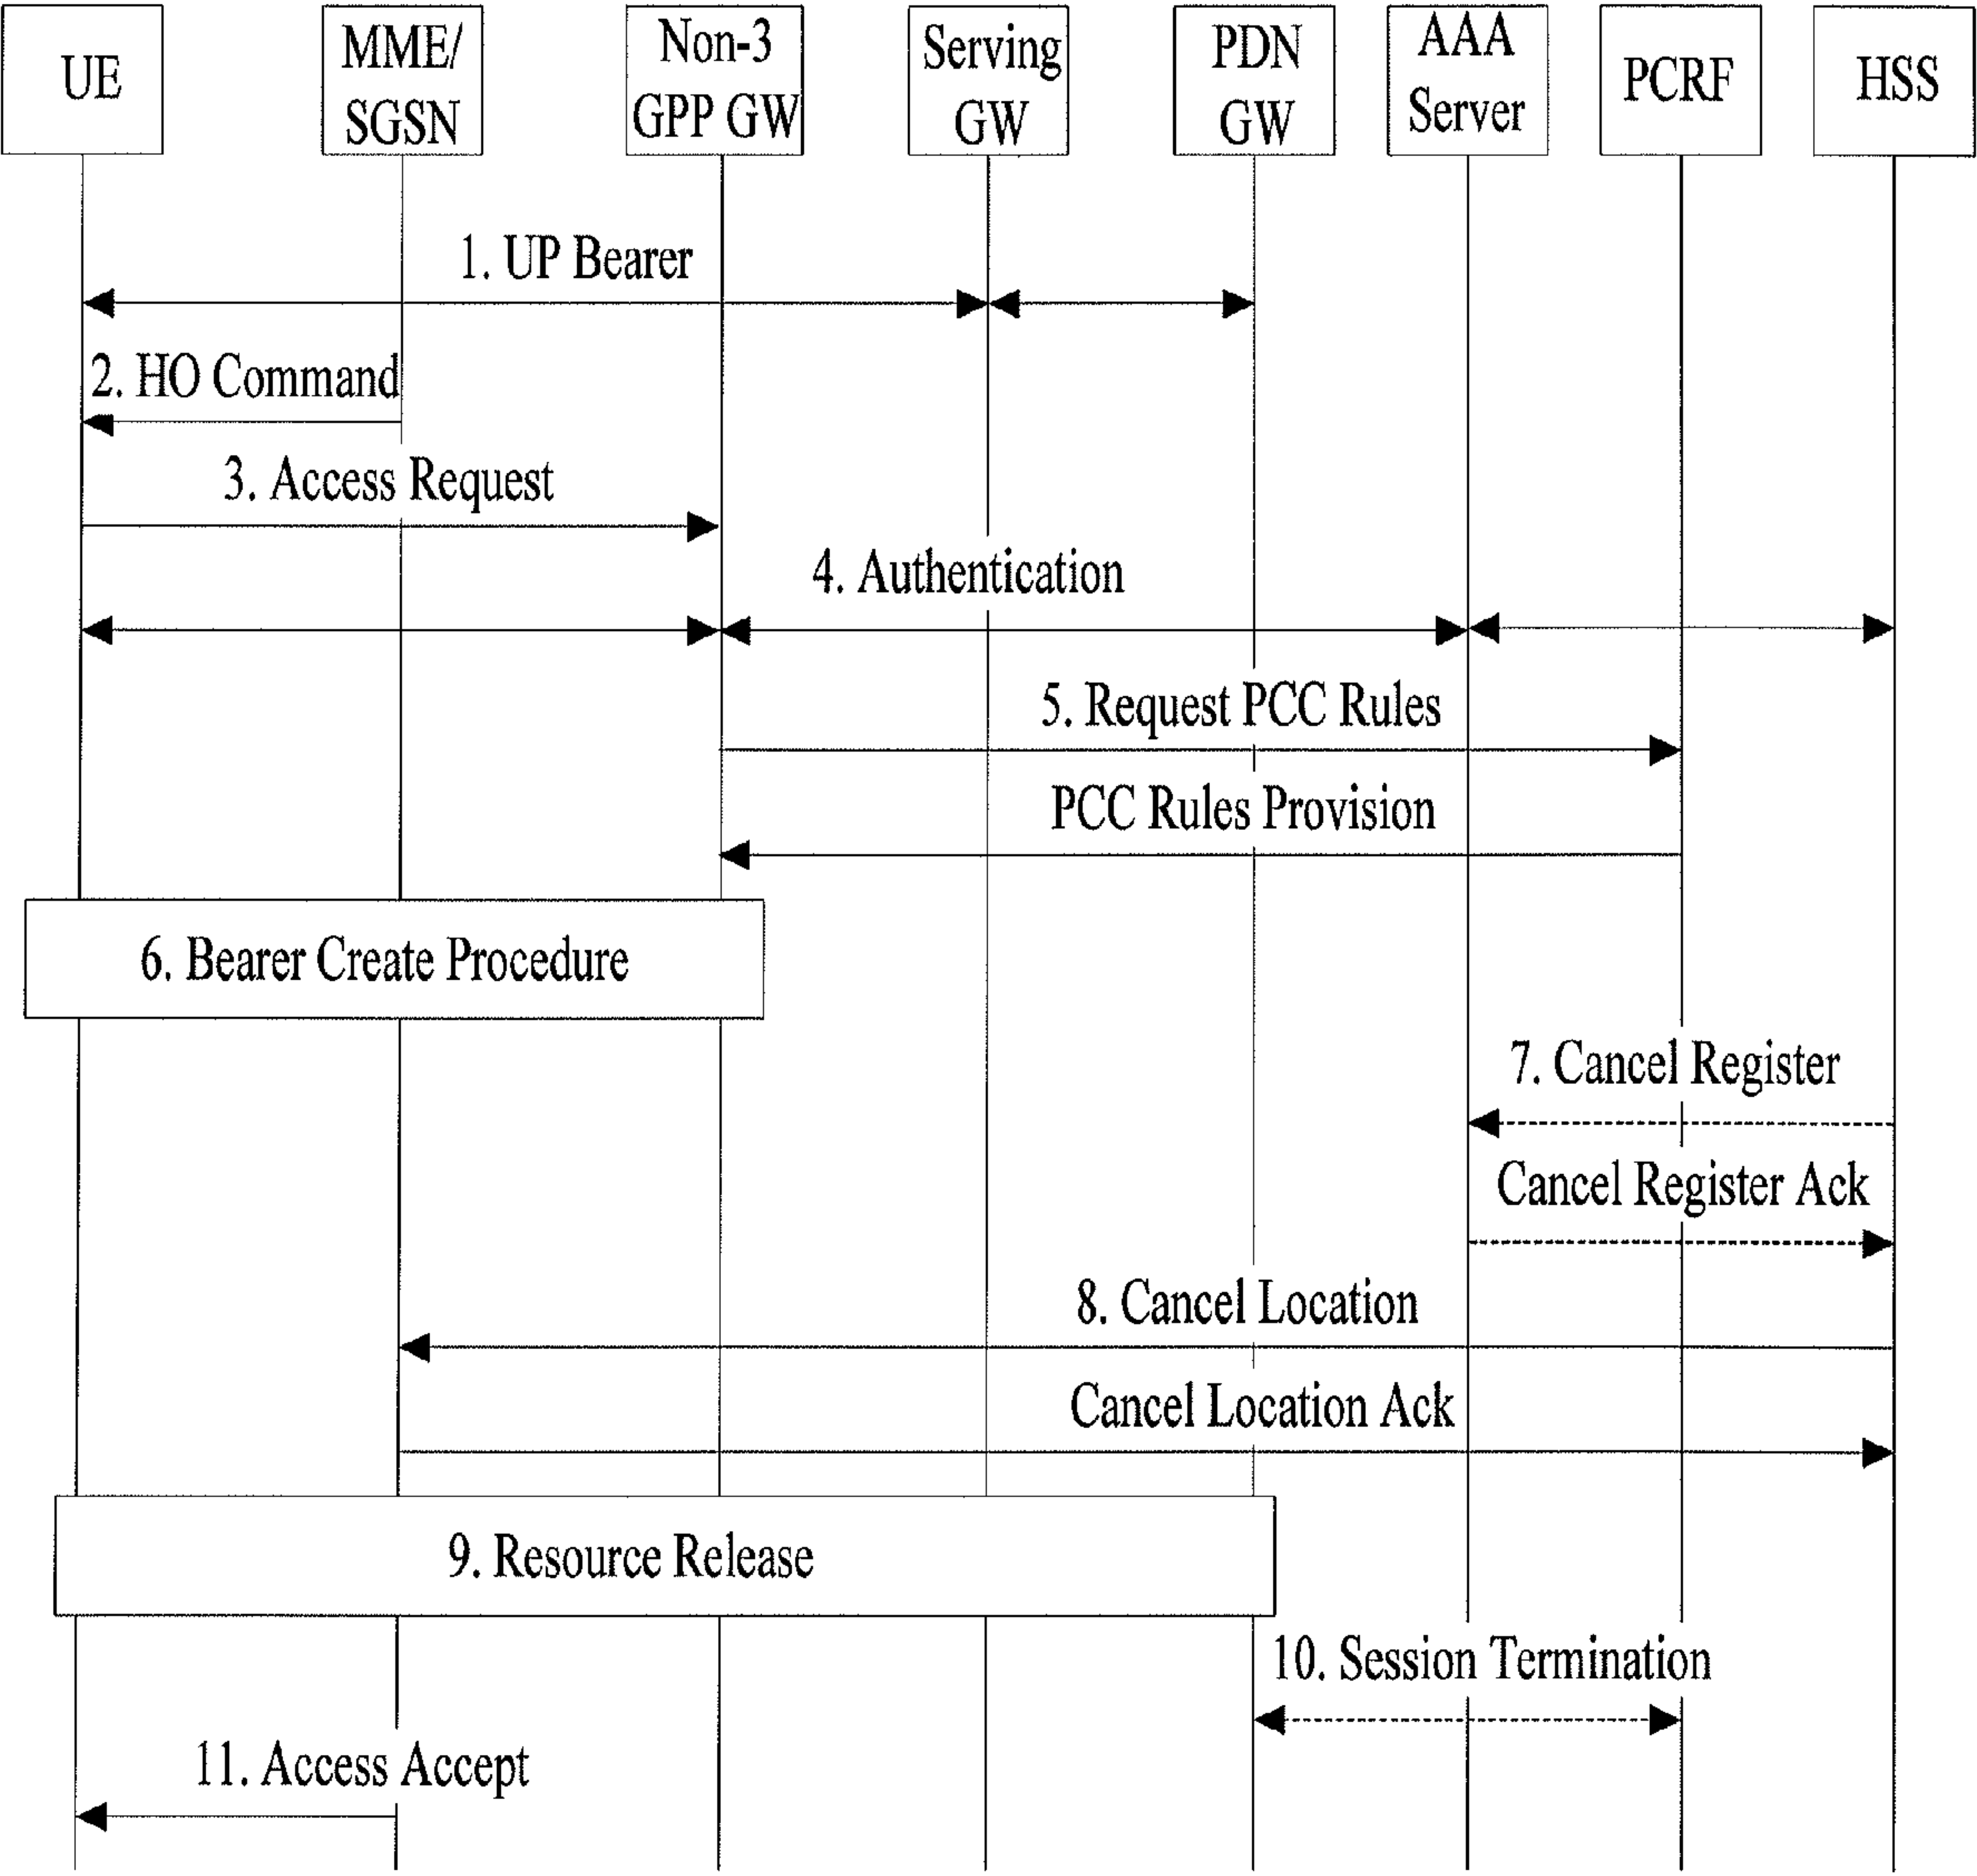 UE
MME/
SGSN
Non-3
GPP GW
Serving
GW
PDN
GW
AAA
Server
PCRF
HSS
1. UP Bearer
2. HO Command
3. Access Request
4. Authentication
5. Request PCC Rules
PCC Rules Provision
6. Bearer Create Procedure
7. Cancel Register
Cancel Register Ack
8. Cancel Location
Cancel Location Ack
9. Resource Release
10. Session Termination
11. Access Accept